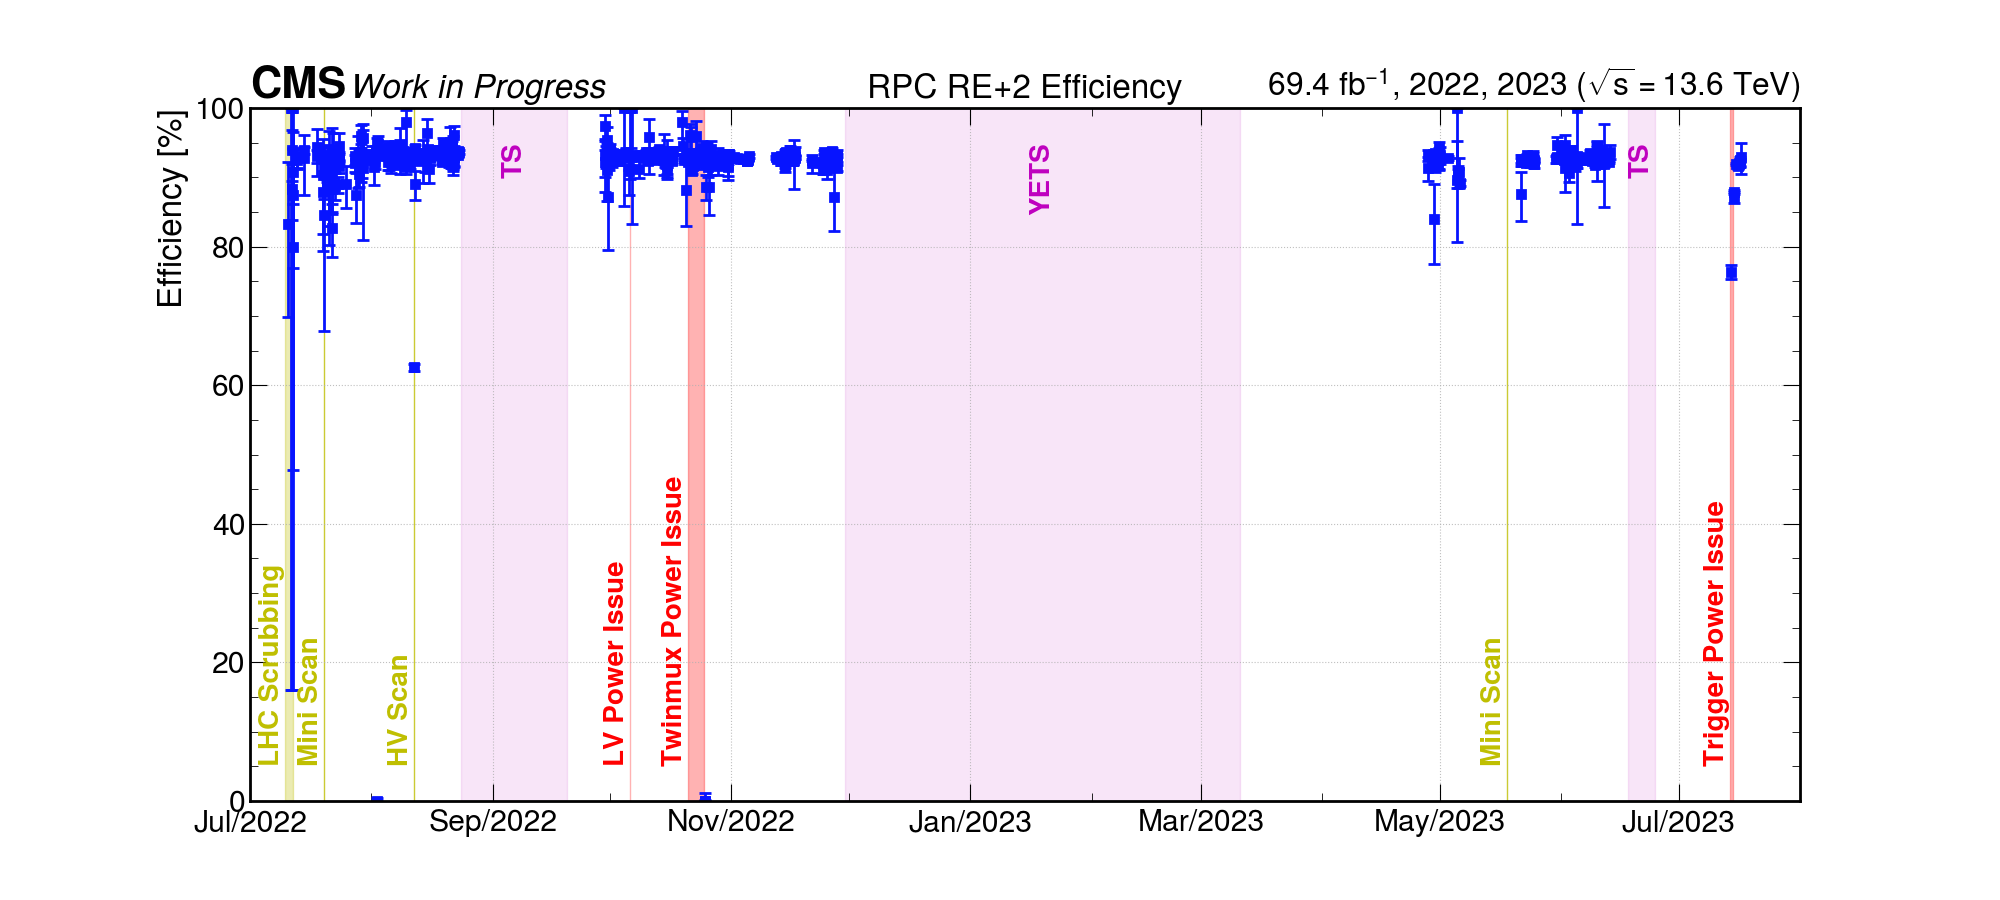 CMS Work in Progress
RPC RE+2 Efficiency
69.4 fb⁻¹, 2022, 2023 (√s = 13.6 TeV)
Efficiency [%]
100
80
60
40
20
0
LHC Scrubbing
Mini Scan
HV Scan
TS
LV Power Issue
Twinmux Power Issue
YETS
Mini Scan
TS
Trigger Power Issue
Jul/2022
Sep/2022
Nov/2022
Jan/2023
Mar/2023
May/2023
Jul/2023